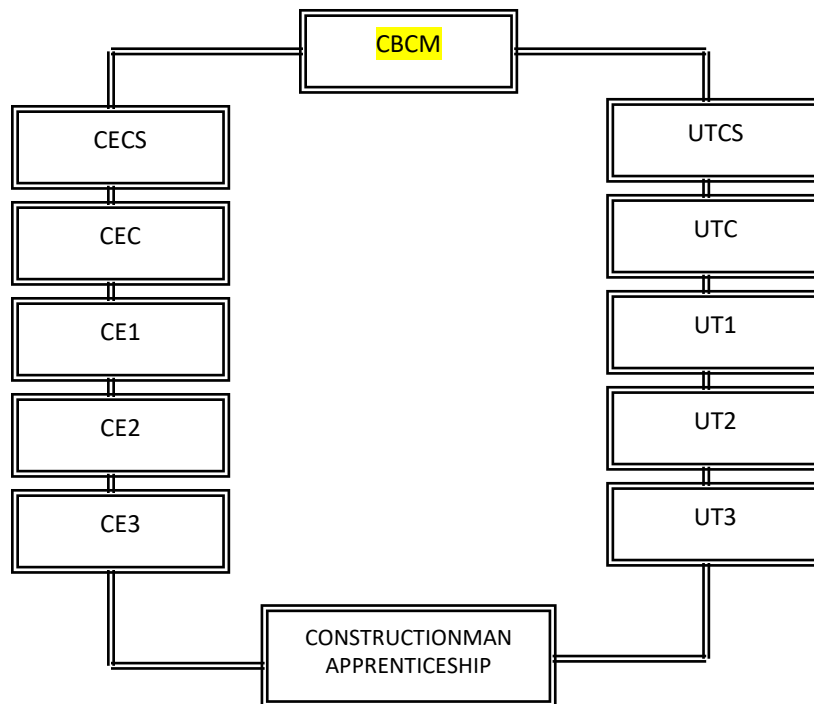 CBCM
CECS
UTCS
CEC
UTC
CE1
UT1
CE2
UT2
CE3
UT3
CONSTRUCTIONMAN
APPRENTICESHIP